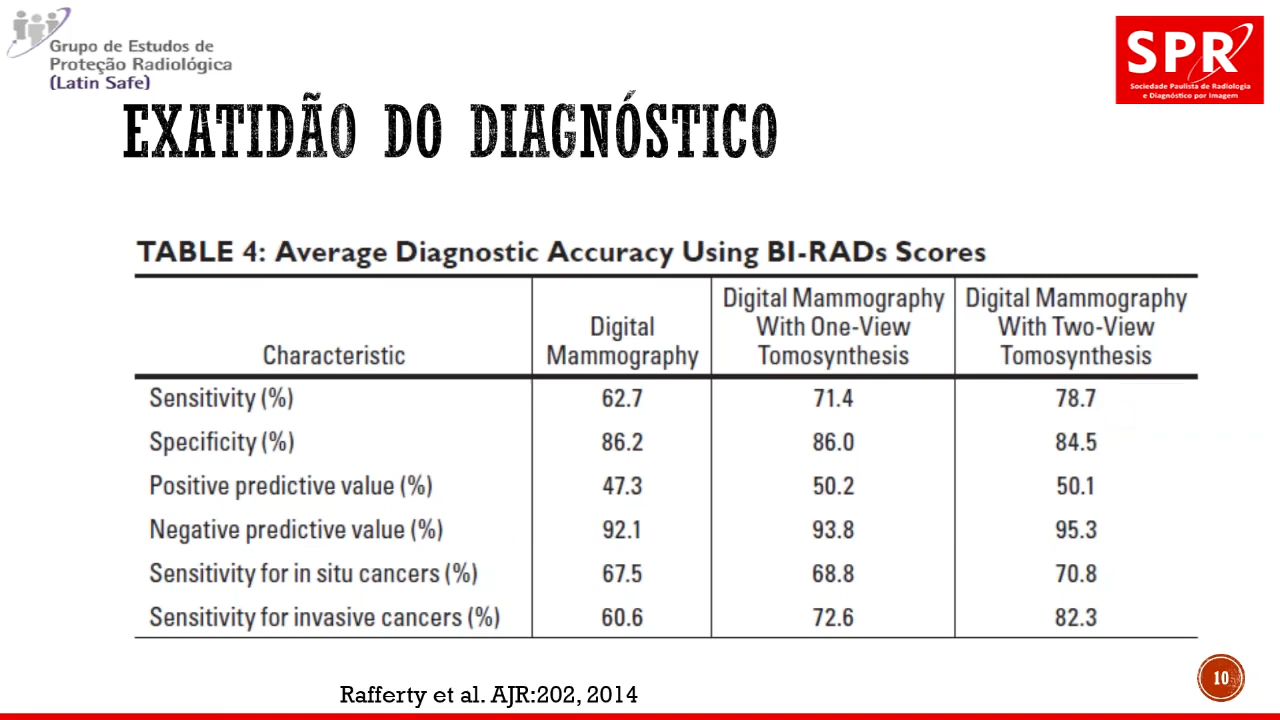 Grupo de Estudos de
Proteção Radiológica
(Latin Safe)
SPR
Sociedade Paulista de Radiologia
e Diagnóstico por Imagem
EXATIDÃO DO DIAGNÓSTICO
TABLE 4: Average Diagnostic Accuracy Using BI-RADs Scores
Characteristic
Digital
Mammography
Digital Mammography
With One-View
Tomosynthesis
Digital Mammography
With Two-View
Tomosynthesis
Sensitivity (%) 62.7 71.4 78.7
Specificity (%) 86.2 86.0 84.5
Positive predictive value (%) 47.3 50.2 50.1
Negative predictive value (%) 92.1 93.8 95.3
Sensitivity for in situ cancers (%) 67.5 68.8 70.8
Sensitivity for invasive cancers (%) 60.6 72.6 82.3
Rafferty et al. AJR:202, 2014
10